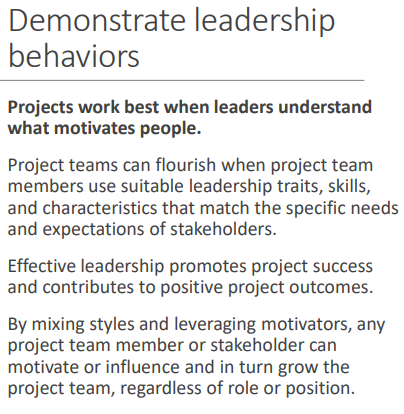 Demonstrate leadership
behaviors
Projects work best when leaders understand
what motivates people.
Project teams can flourish when project team
members use suitable leadership traits, skills,
and characteristics that match the specific needs
and expectations of stakeholders.
Effective leadership promotes project success
and contributes to positive project outcomes.
By mixing styles and leveraging motivators, any
project team member or stakeholder can
motivate or influence and in turn grow the
project team, regardless of role or position.